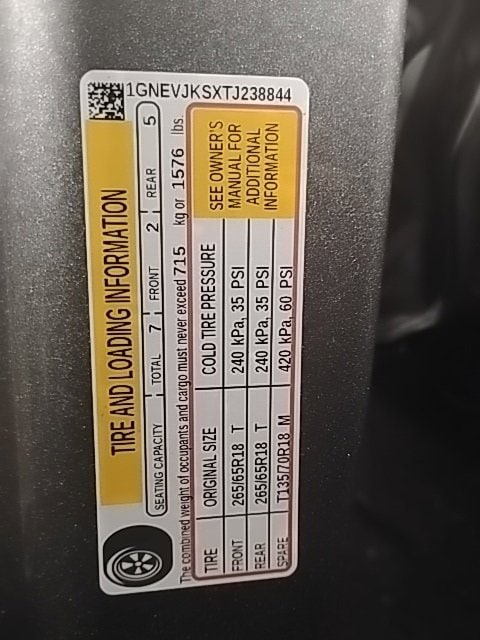 1GNEVJKSXTJ238844
TIRE AND LOADING INFORMATION
SEATING CAPACITY TOTAL 7 FRONT 2 REAR 5
The combined weight of occupants and cargo must never exceed 715 kg or 1576 lbs.
TIRE ORIGINAL SIZE COLD TIRE PRESSURE
FRONT 265/65R18 T 240 kPa, 35 PSI
REAR 265/65R18 T 240 kPa, 35 PSI
SPARE T135/70R18 M 420 kPa, 60 PSI
SEE OWNER'S
MANUAL FOR
ADDITIONAL
INFORMATION